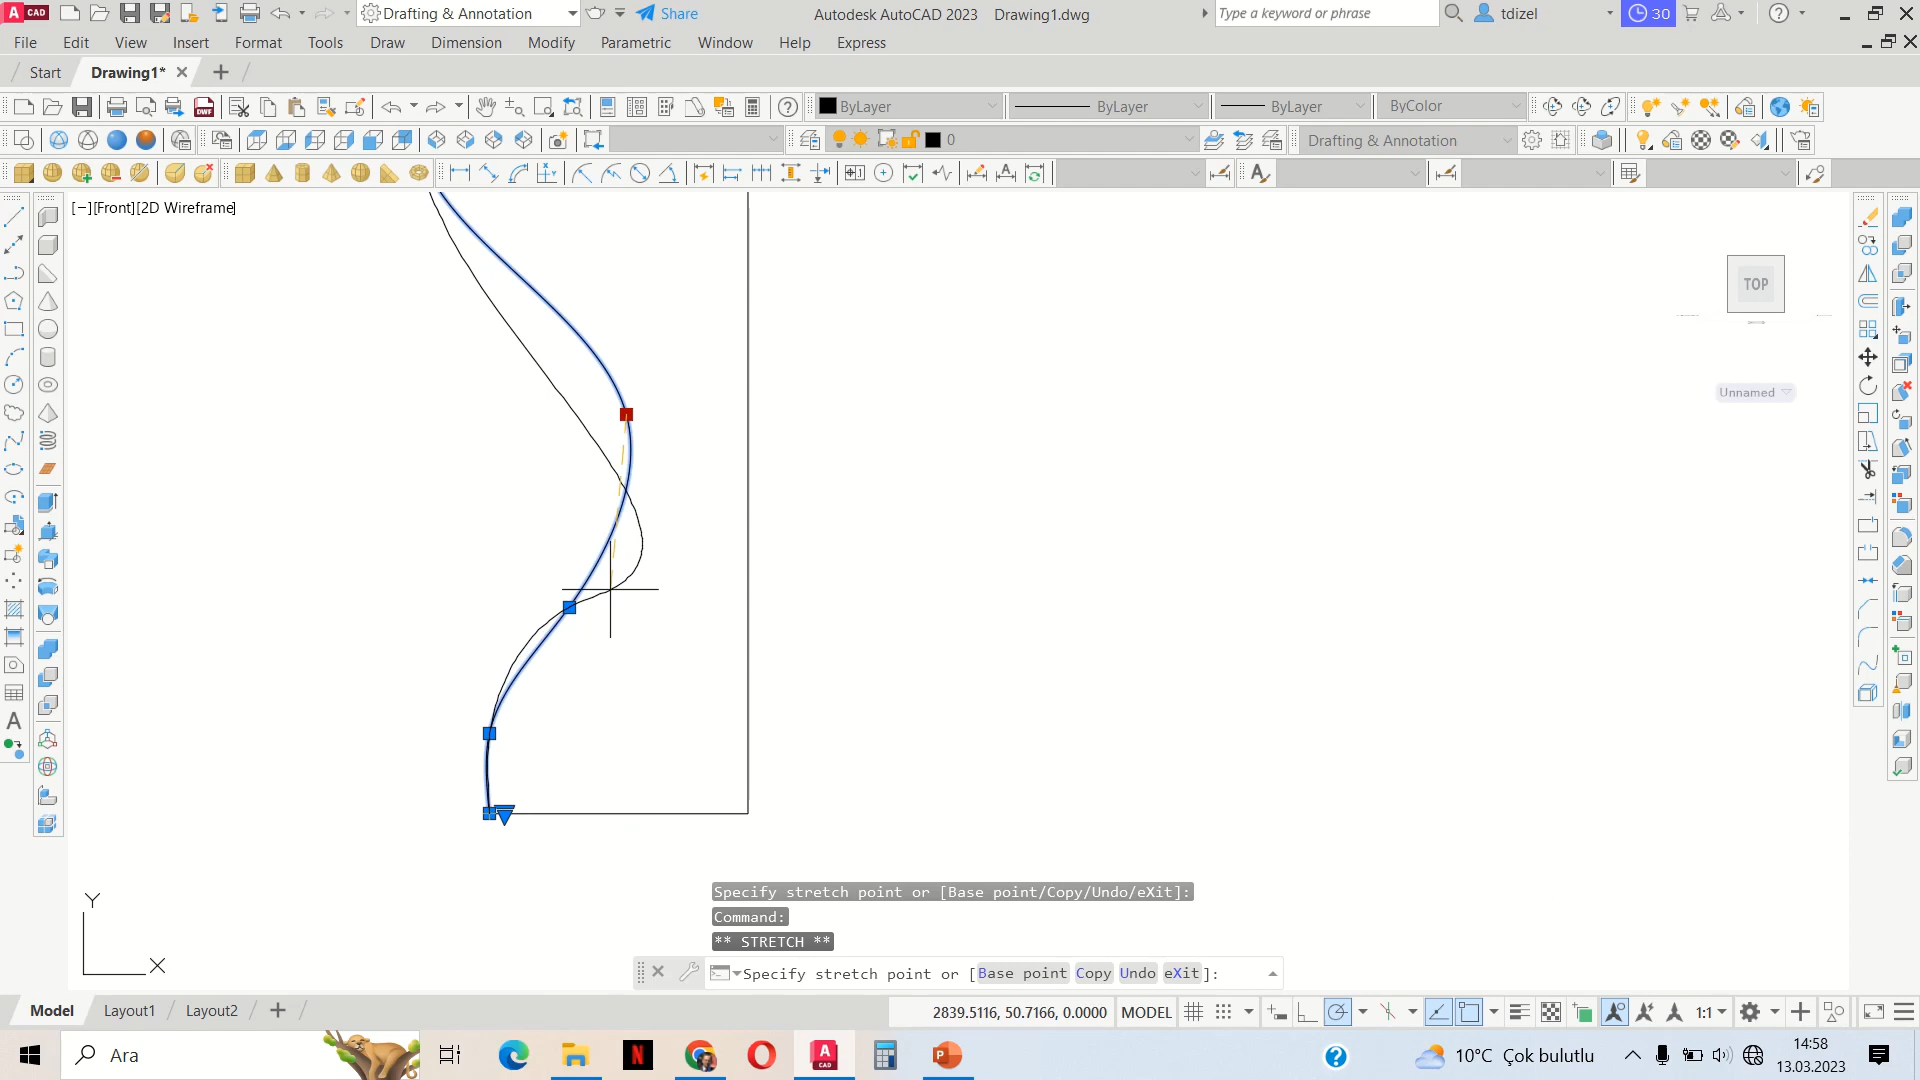 A CAD Drafting & Annotation Share Autodesk AutoCAD 2023 Drawing1.dwg Type a keyword or phrase tdizel 30
File Edit View Insert Format Tools Draw Dimension Modify Parametric Window Help Express
Start Drawing1*
DWF ByLayer ByLayer ByLayer ByColor
0 Drafting & Annotation
[−][Front][2D Wireframe]
TOP
Unnamed
Specify stretch point or [Base point/Copy/Undo/eXit]:
Command:
** STRETCH **
Specify stretch point or [Base point Copy Undo eXit]:
Y
X
Model Layout1 Layout2 2839.5116, 50.7166, 0.0000 MODEL 1:1
Ara 10°C Çok bulutlu 14:58
13.03.2023